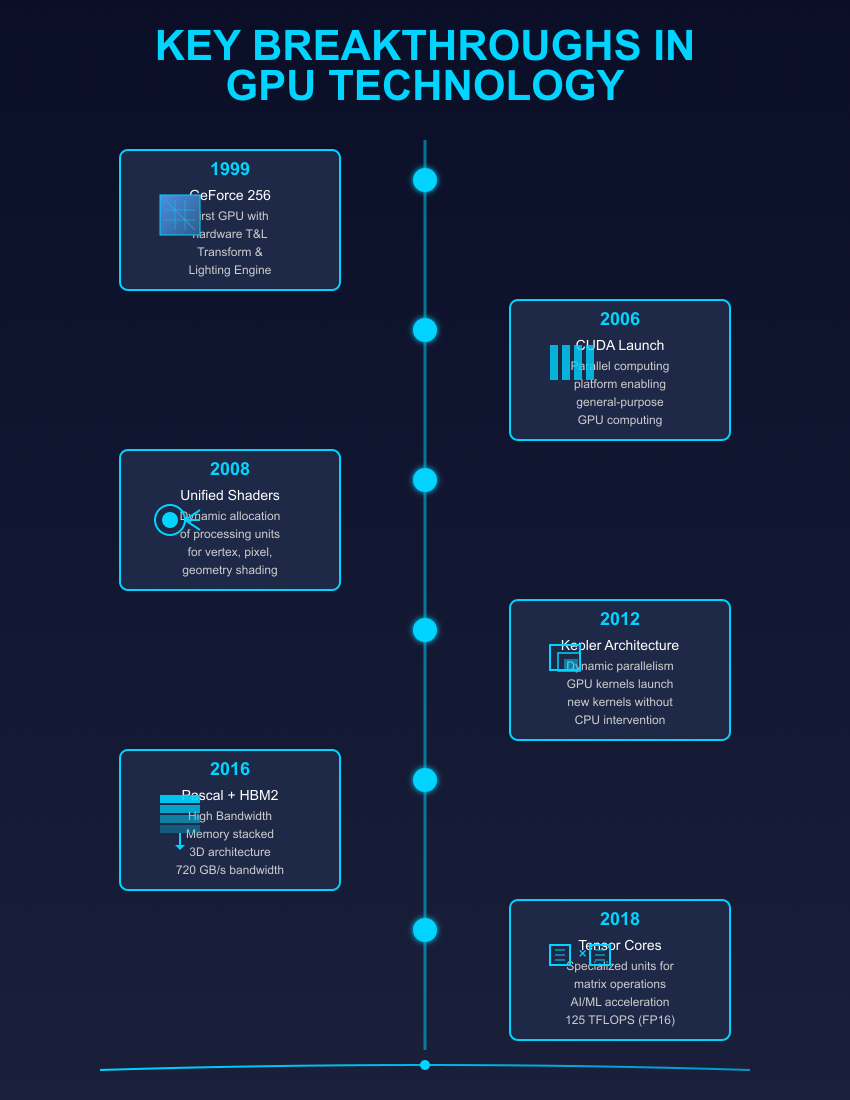 KEY BREAKTHROUGHS IN
GPU TECHNOLOGY
1999
GeForce 256
First GPU with
hardware T&L
Transform &
Lighting Engine
2006
CUDA Launch
Parallel computing
platform enabling
general-purpose
GPU computing
2008
Unified Shaders
Dynamic allocation
of processing units
for vertex, pixel,
geometry shading
2012
Kepler Architecture
Dynamic parallelism
GPU kernels launch
new kernels without
CPU intervention
2016
Pascal + HBM2
High Bandwidth
Memory stacked
3D architecture
720 GB/s bandwidth
2018
Tensor Cores
×
Specialized units for
matrix operations
AI/ML acceleration
125 TFLOPS (FP16)